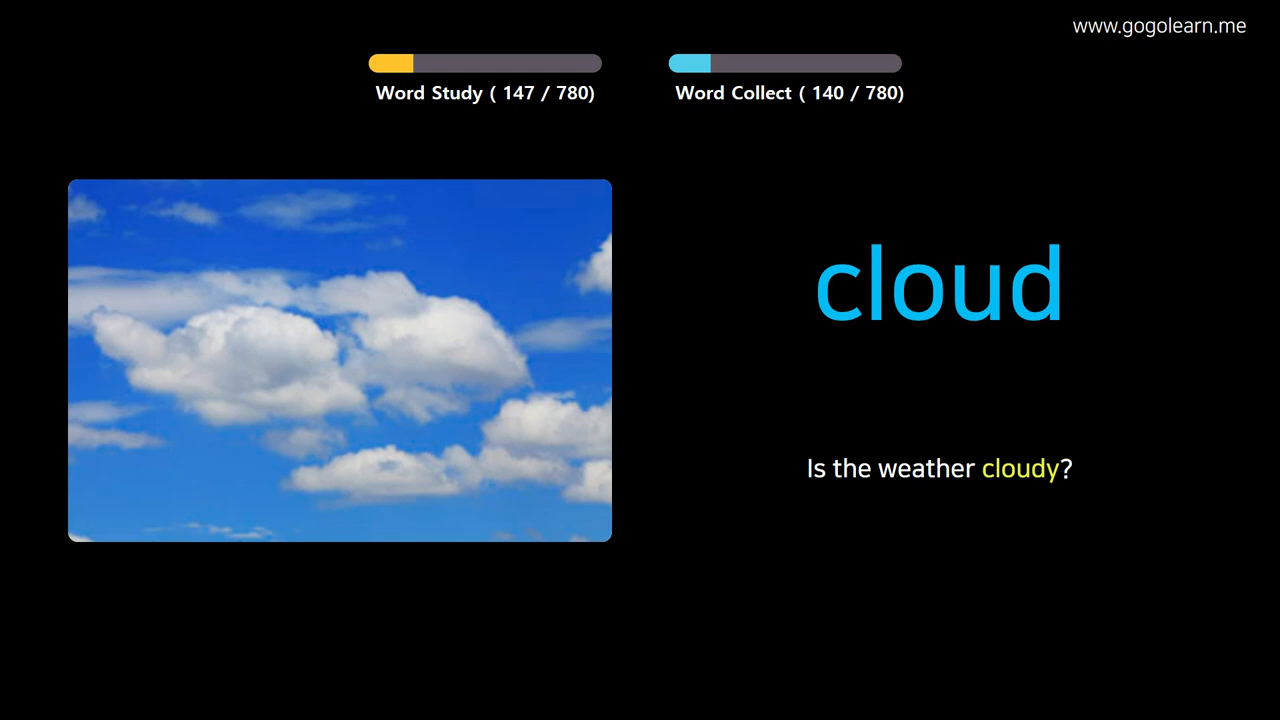 www.gogolearn.me
Word Study ( 147 / 780)
Word Collect ( 140 / 780)
cloud
Is the weather cloudy?